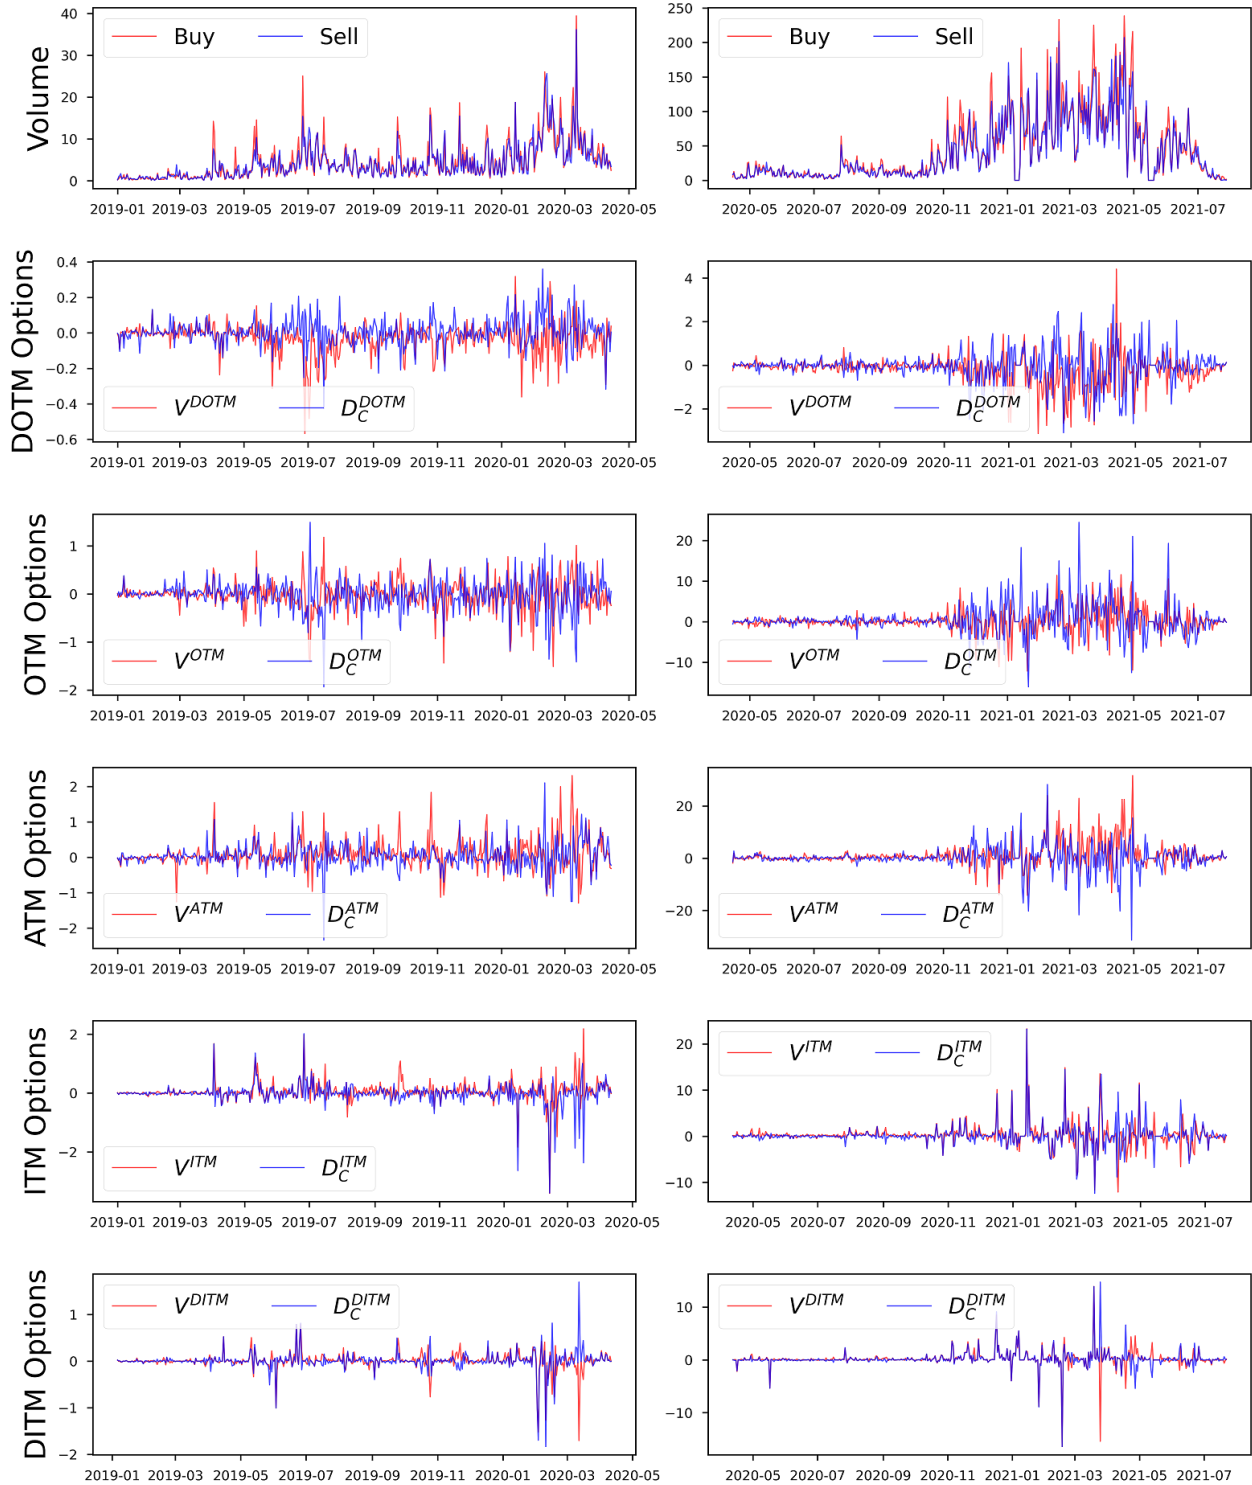 Volume
40
30
20
10
0
Buy
Sell
2019-01 2019-03 2019-05 2019-07 2019-09 2019-11 2020-01 2020-03 2020-05
250
200
150
100
50
0
Buy
Sell
2020-05 2020-07 2020-09 2020-11 2021-01 2021-03 2021-05 2021-07
DOTM Options
0.4
0.2
0.0
−0.2
−0.4
−0.6
V^DOTM
D_C^DOTM
2019-01 2019-03 2019-05 2019-07 2019-09 2019-11 2020-01 2020-03 2020-05
4
2
0
−2
V^DOTM
D_C^DOTM
2020-05 2020-07 2020-09 2020-11 2021-01 2021-03 2021-05 2021-07
OTM Options
1
0
−1
−2
V^OTM
D_C^OTM
2019-01 2019-03 2019-05 2019-07 2019-09 2019-11 2020-01 2020-03 2020-05
20
10
0
−10
V^OTM
D_C^OTM
2020-05 2020-07 2020-09 2020-11 2021-01 2021-03 2021-05 2021-07
ATM Options
2
1
0
−1
−2
V^ATM
D_C^ATM
2019-01 2019-03 2019-05 2019-07 2019-09 2019-11 2020-01 2020-03 2020-05
20
0
−20
V^ATM
D_C^ATM
2020-05 2020-07 2020-09 2020-11 2021-01 2021-03 2021-05 2021-07
ITM Options
2
0
−2
V^ITM
D_C^ITM
2019-01 2019-03 2019-05 2019-07 2019-09 2019-11 2020-01 2020-03 2020-05
20
10
0
−10
V^ITM
D_C^ITM
2020-05 2020-07 2020-09 2020-11 2021-01 2021-03 2021-05 2021-07
DITM Options
1
0
−1
−2
V^DITM
D_C^DITM
2019-01 2019-03 2019-05 2019-07 2019-09 2019-11 2020-01 2020-03 2020-05
10
0
−10
V^DITM
D_C^DITM
2020-05 2020-07 2020-09 2020-11 2021-01 2021-03 2021-05 2021-07